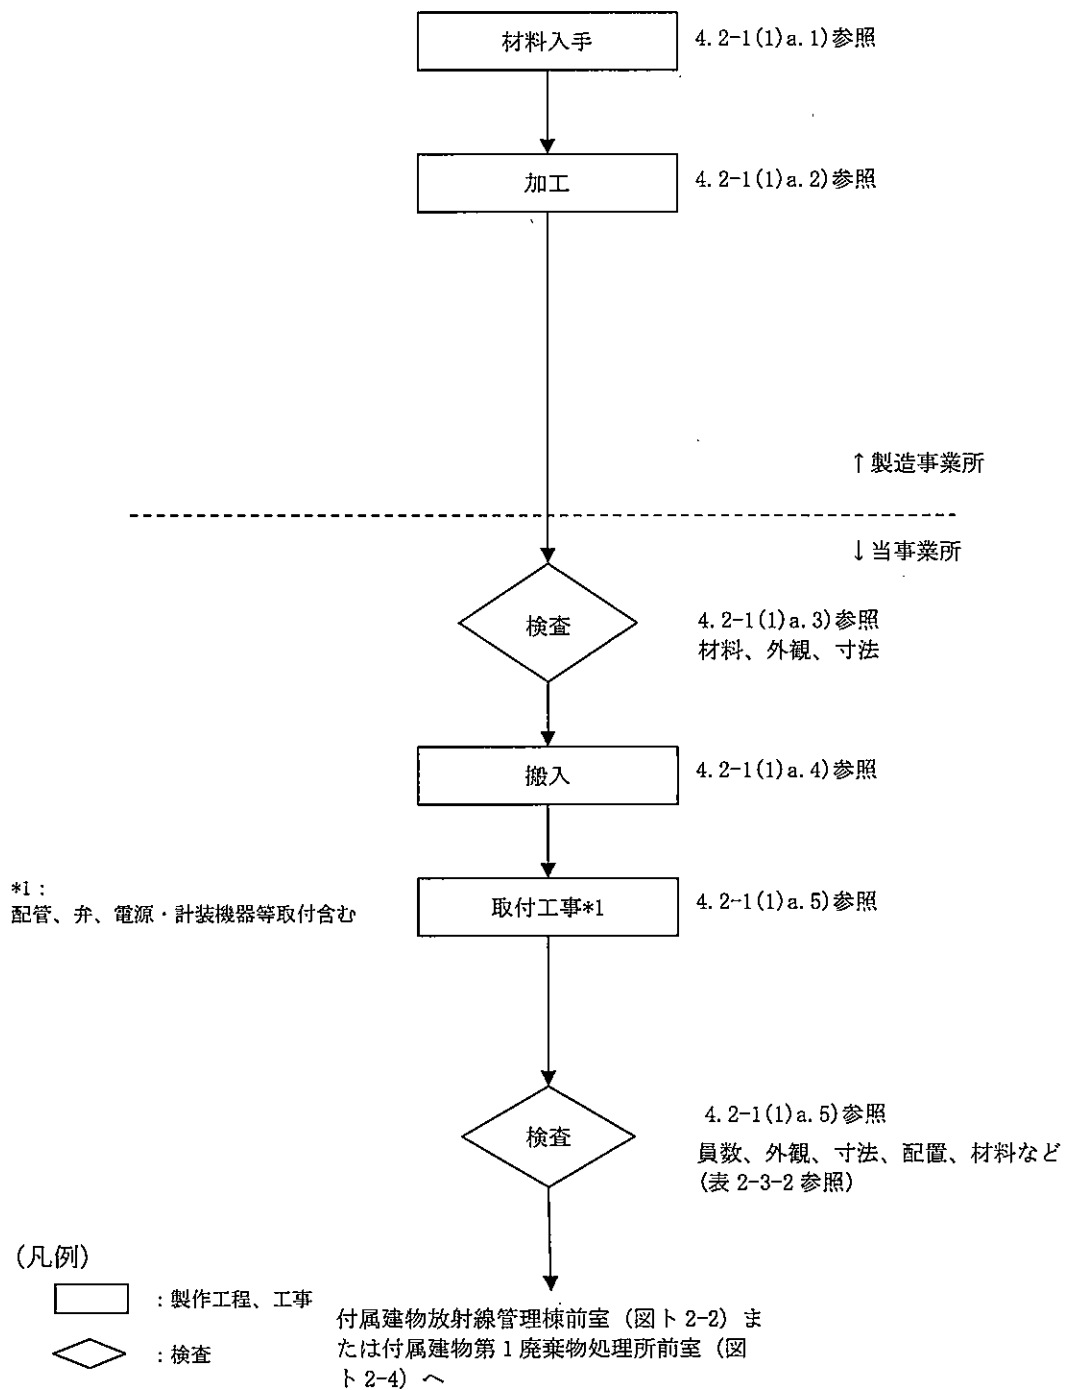 材料入手
4.2-1(1)a.1)参照
加工
4.2-1(1)a.2)参照
↑製造事業所
↓当事業所
検査
4.2-1(1)a.3)参照
材料、外観、寸法
搬入
4.2-1(1)a.4)参照
*1:
配管、弁、電源・計装機器等取付含む
取付工事*1
4.2-1(1)a.5)参照
検査
4.2-1(1)a.5)参照
員数、外観、寸法、配置、材料など
(表 2-3-2 参照)
(凡例)
:製作工程、工事
:検査
付属建物放射線管理棟前室（図ト 2-2）ま
たは付属建物第 1 廃棄物処理所前室（図
ト 2-4）へ